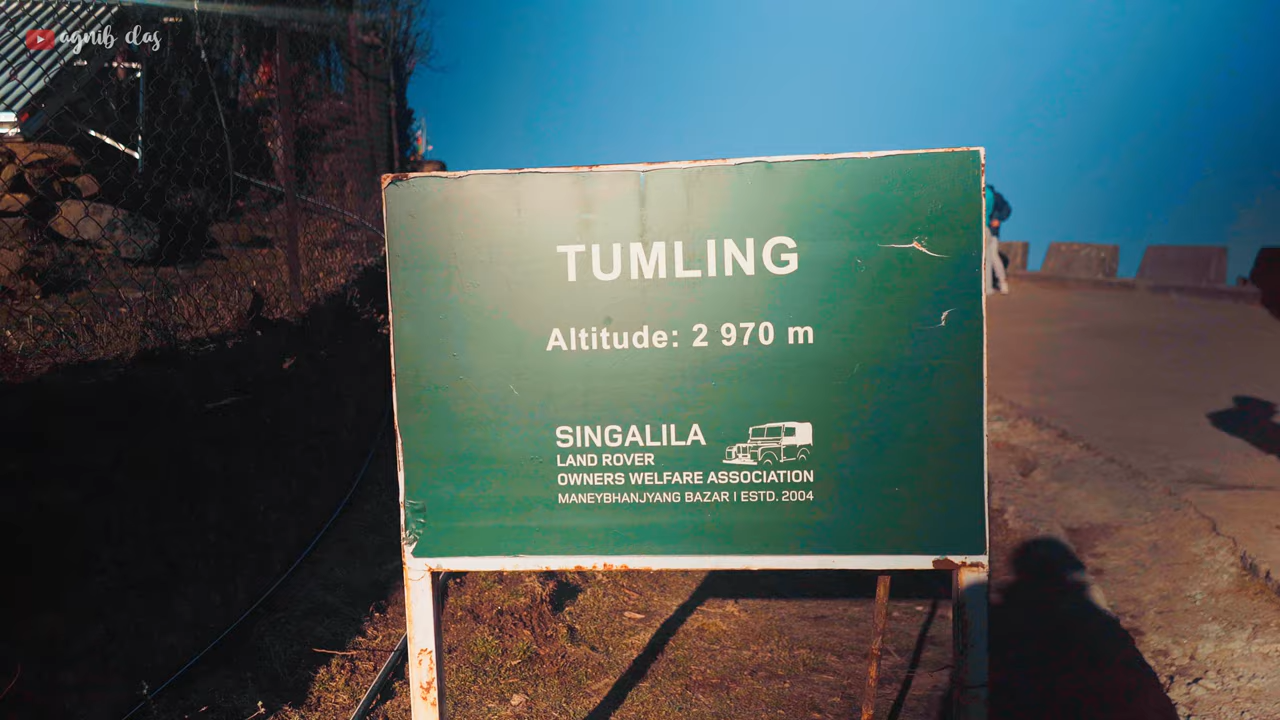 agnib das
TUMLING
Altitude: 2 970 m
SINGALILA
LAND ROVER
OWNERS WELFARE ASSOCIATION
MANEYBHANJYANG BAZAR | ESTD. 2004